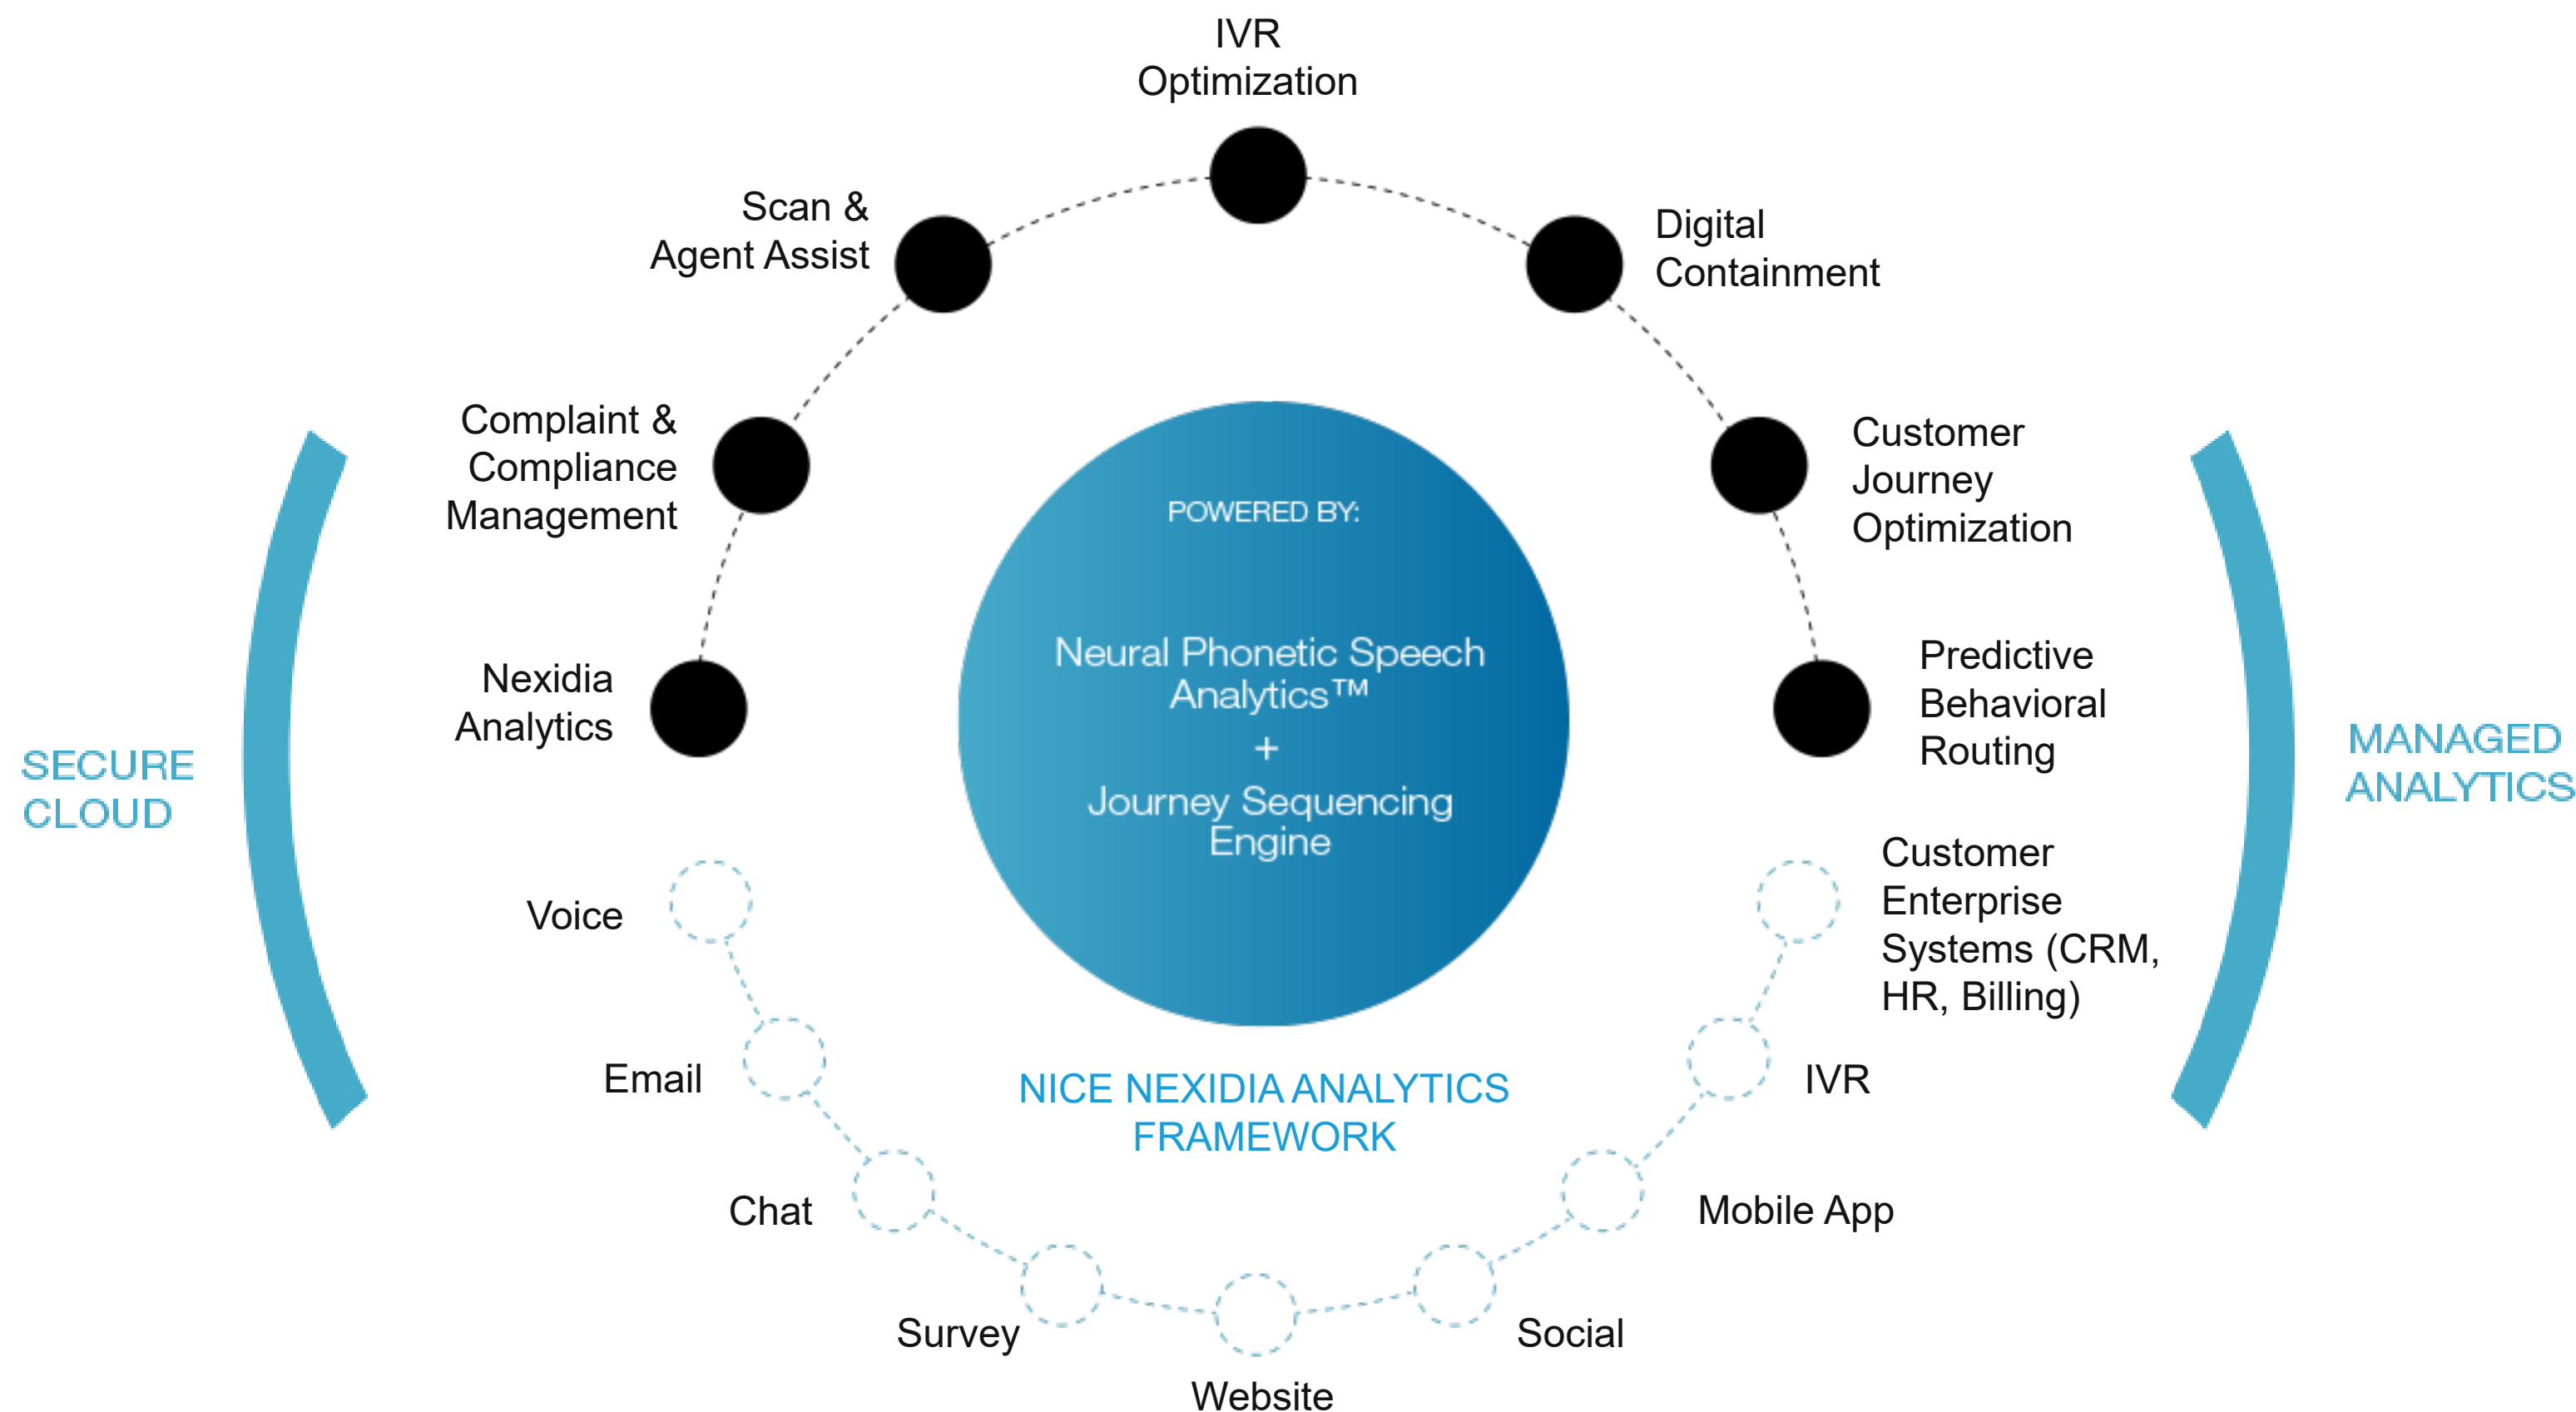 IVR
Optimization
Scan &
Agent Assist
Digital
Containment
Complaint &
Compliance
Management
Customer
Journey
Optimization
Nexidia
Analytics
Predictive
Behavioral
Routing
POWERED BY:
Neural Phonetic Speech
Analytics™
+
Journey Sequencing
Engine
SECURE
CLOUD
MANAGED
ANALYTICS
Voice
Email
Chat
Survey
Website
Social
Mobile App
IVR
Customer
Enterprise
Systems (CRM,
HR, Billing)
NICE NEXIDIA ANALYTICS
FRAMEWORK